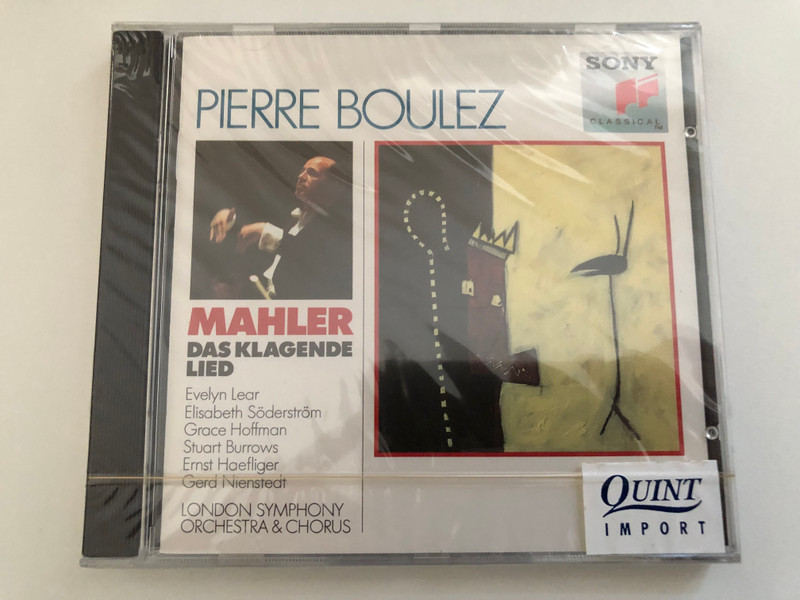 SONY
CLASSICAL™
PIERRE BOULEZ
MAHLER
DAS KLAGENDE
LIED
Evelyn Lear
Elisabeth Söderström
Grace Hoffman
Stuart Burrows
Ernst Haefliger
Gerd Nienstedt
LONDON SYMPHONY
ORCHESTRA & CHORUS
QUINT
IMPORT